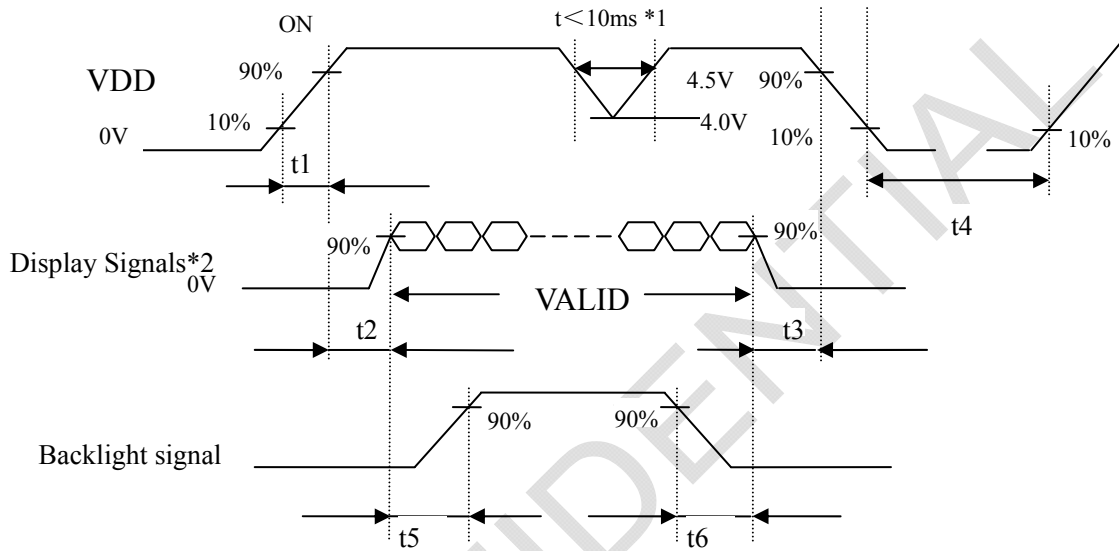 ON
t<10ms *1
VDD
90%
4.5V
90%
0V
10%
4.0V
10%
10%
t1
t4
90%
90%
Display Signals*2
0V
VALID
t2
t3
90%
90%
Backlight signal
t5
t6
IDENTIAL